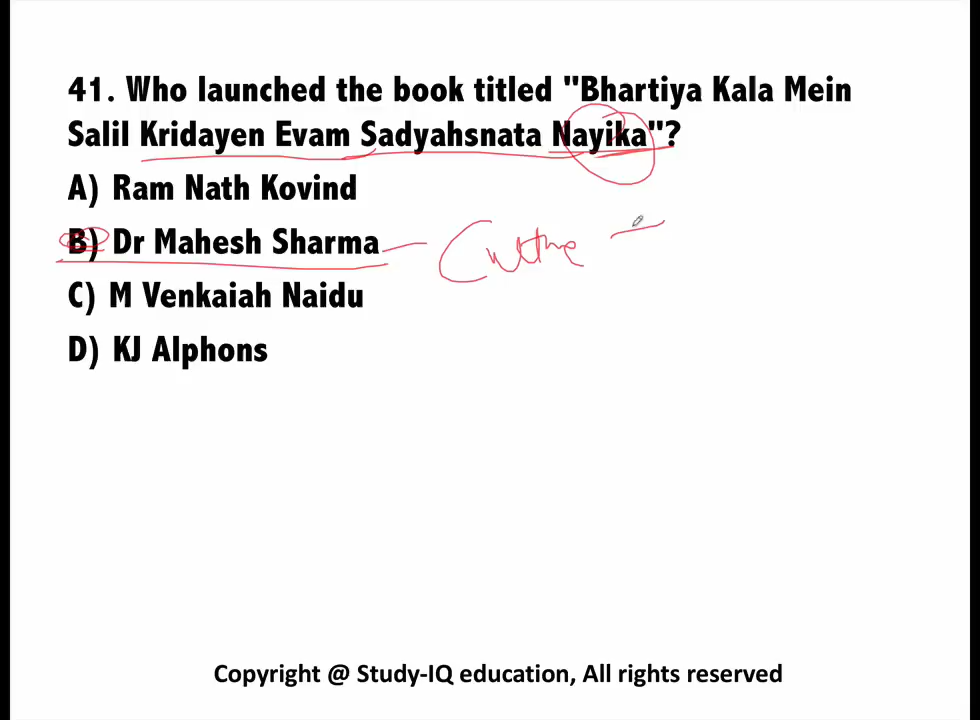 41. Who launched the book titled "Bhartiya Kala Mein
Salil Kridayen Evam Sadyahsnata Nayika"?
A) Ram Nath Kovind
B) Dr Mahesh Sharma
C) M Venkaiah Naidu
D) KJ Alphons
Copyright @ Study-IQ education, All rights reserved